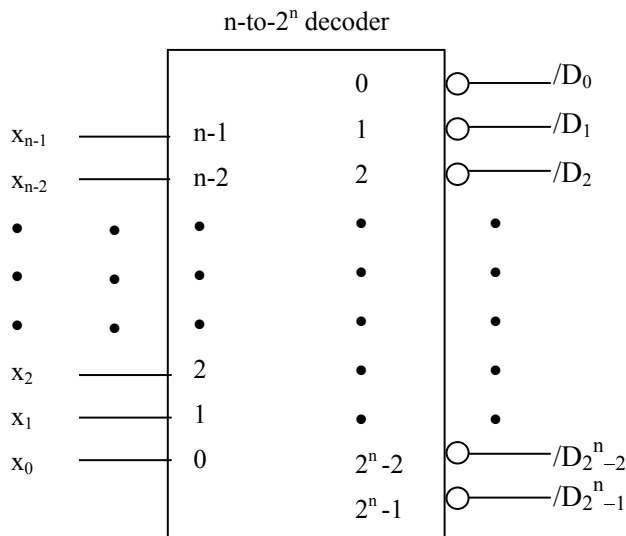 n-to-2ⁿ decoder
0 /D₀
xₙ₋₁ n-1 1 /D₁
xₙ₋₂ n-2 2 /D₂
x₂ 2
x₁ 1
x₀ 0 2ⁿ-2 /D₂ⁿ₋₂
2ⁿ-1 /D₂ⁿ₋₁